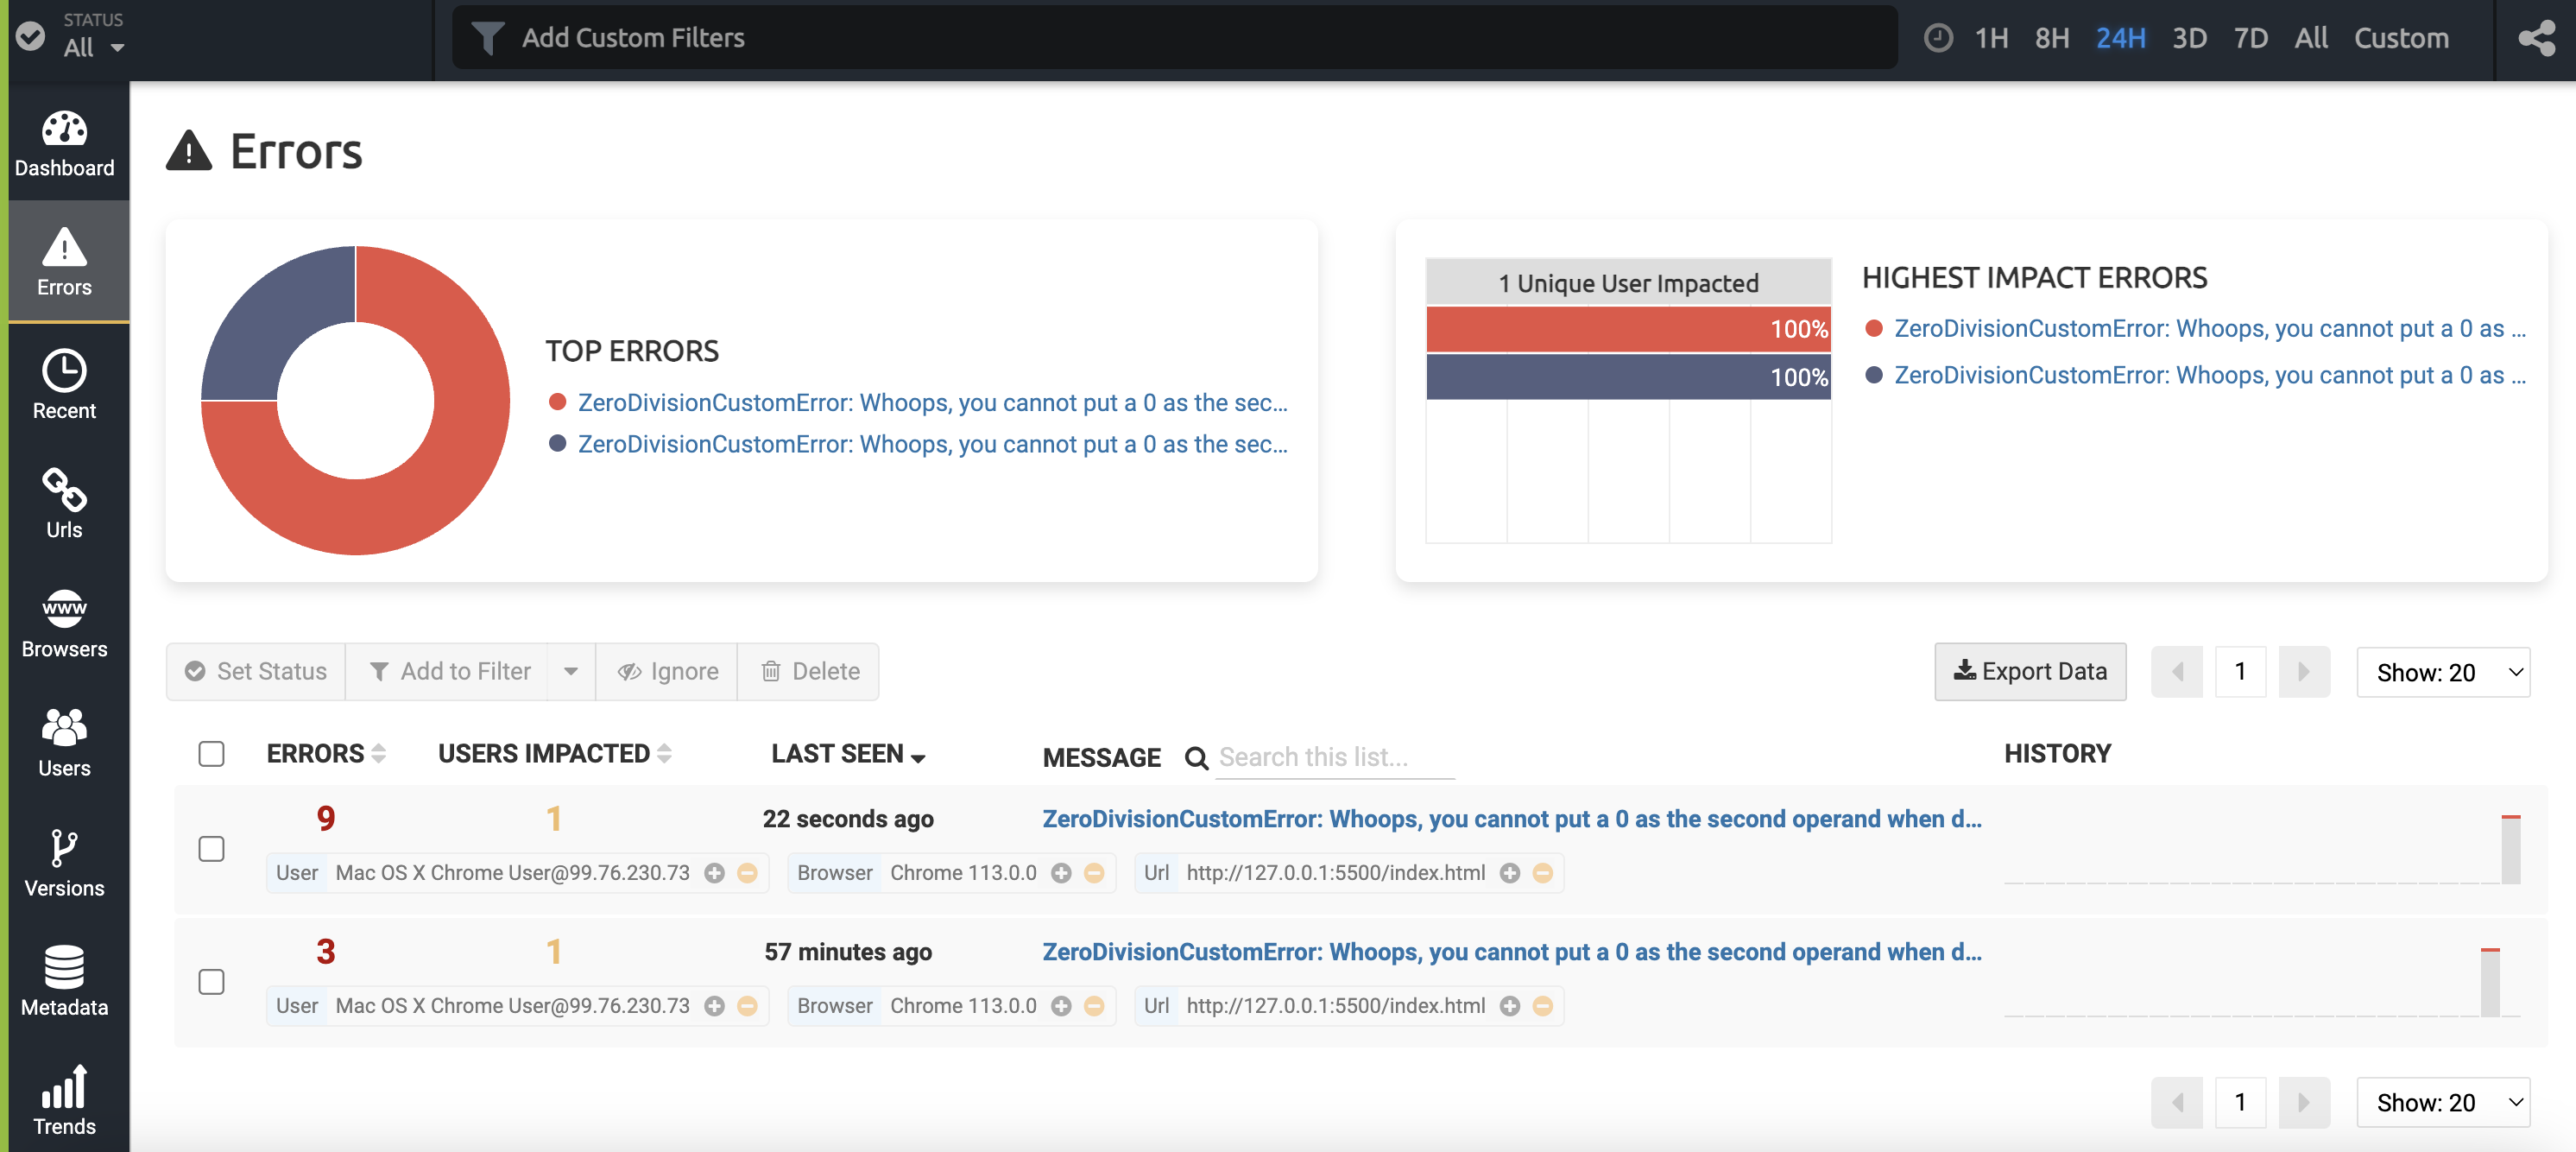 STATUS
All
Add Custom Filters
1H 8H 24H 3D 7D All Custom
Dashboard
Errors
Recent
Urls
www
Browsers
Users
Versions
Metadata
Trends
Errors
TOP ERRORS
ZeroDivisionCustomError: Whoops, you cannot put a 0 as the sec...
ZeroDivisionCustomError: Whoops, you cannot put a 0 as the sec...
1 Unique User Impacted
100%
100%
HIGHEST IMPACT ERRORS
ZeroDivisionCustomError: Whoops, you cannot put a 0 as ...
ZeroDivisionCustomError: Whoops, you cannot put a 0 as ...
Set Status Add to Filter Ignore Delete
Export Data 1 Show: 20
ERRORS USERS IMPACTED LAST SEEN MESSAGE Search this list... HISTORY
9 1 22 seconds ago ZeroDivisionCustomError: Whoops, you cannot put a 0 as the second operand when d...
User Mac OS X Chrome User@99.76.230.73 Browser Chrome 113.0.0 Url http://127.0.0.1:5500/index.html
3 1 57 minutes ago ZeroDivisionCustomError: Whoops, you cannot put a 0 as the second operand when d...
User Mac OS X Chrome User@99.76.230.73 Browser Chrome 113.0.0 Url http://127.0.0.1:5500/index.html
1 Show: 20